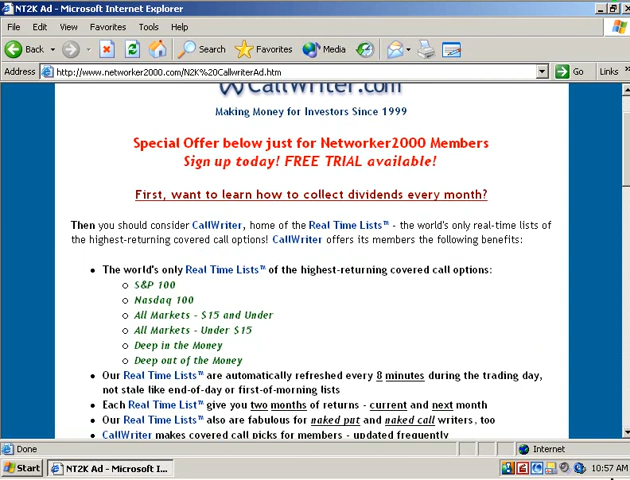 NT2K Ad - Microsoft Internet Explorer
File Edit View Favorites Tools Help
Back Search Favorites Media
Address http://www.networker2000.com/N2K%20CallwriterAd.htm Go Links »
CallWriter.com
Making Money for Investors Since 1999
Special Offer below just for Networker2000 Members
Sign up today! FREE TRIAL available!
First, want to learn how to collect dividends every month?
Then you should consider CallWriter, home of the Real Time Lists™ - the world's only real-time lists of
the highest-returning covered call options! CallWriter offers its members the following benefits:
The world's only Real Time Lists™ of the highest-returning covered call options:
S&P 100
Nasdaq 100
All Markets - $15 and Under
All Markets - Under $15
Deep in the Money
Deep out of the Money
Our Real Time Lists™ are automatically refreshed every 8 minutes during the trading day,
not stale like end-of-day or first-of-morning lists
Each Real Time List™ give you two months of returns - current and next month
Our Real Time Lists™ also are fabulous for naked put and naked call writers, too
CallWriter makes covered call picks for members - updated frequently
Done Internet
Start NT2K Ad - Microsoft I... 10:57 AM